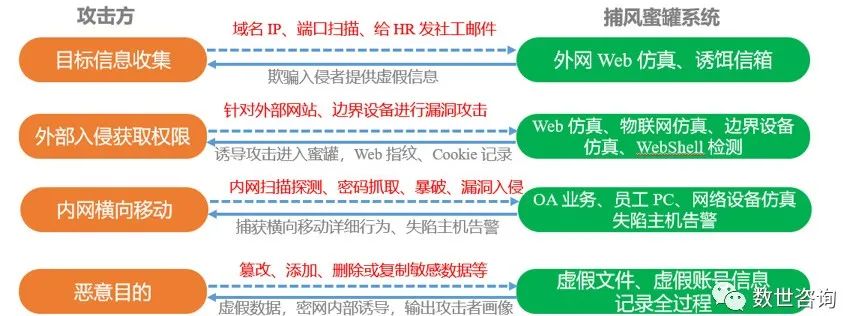 攻击方
捕风蜜罐系统
域名 IP、端口扫描、给 HR 发社工邮件
目标信息收集
外网 Web 仿真、诱饵信箱
欺骗入侵者提供虚假信息
针对外部网站、边界设备进行漏洞攻击
外部入侵获取权限
Web 仿真、物联网仿真、边界设备
仿真、WebShell 检测
诱导攻击进入蜜罐，Web 指纹、Cookie 记录
内网扫描探测、密码抓取、暴破、漏洞入侵
内网横向移动
OA 业务、员工 PC、网络设备仿真
失陷主机告警
捕获横向移动详细行为、失陷主机告警
篡改、添加、删除或复制敏感数据等
恶意目的
虚假文件、虚假账号信息
记录全过程
虚假数据，密网内部诱导，输出攻击者画像
数世咨询